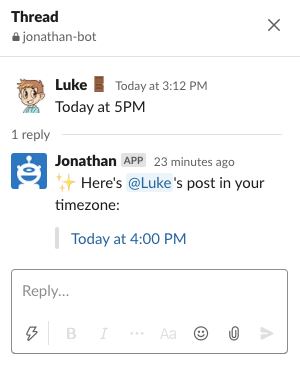 Thread
jonathan-bot
Luke Today at 3:12 PM
Today at 5PM
1 reply
Jonathan APP 23 minutes ago
✨ Here's @Luke's post in your
timezone:
Today at 4:00 PM
Reply...
B I ... Aa